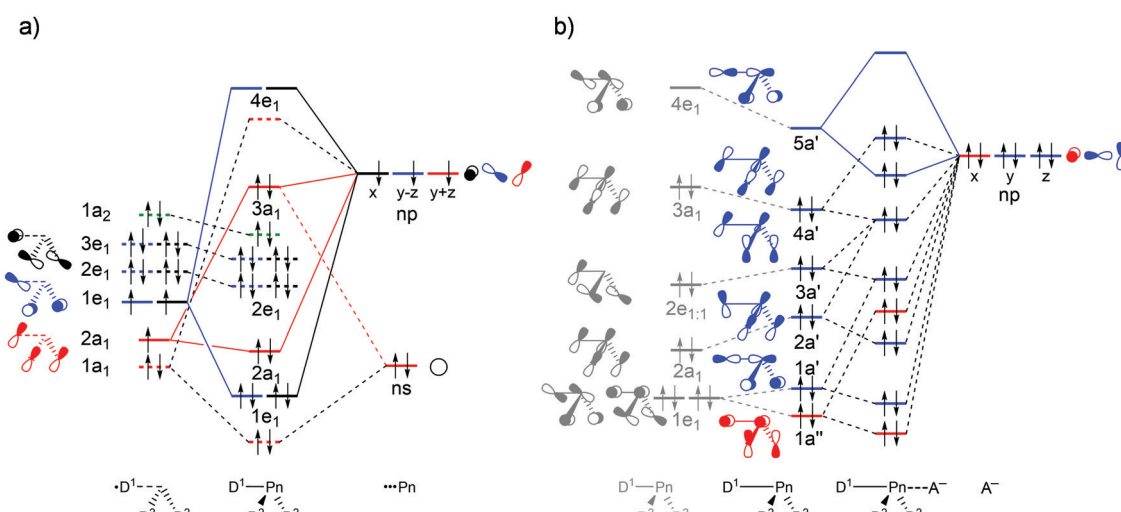 a)
b)
4e₁
3a₁
1a₂
3e₁
2e₁
1e₁
2a₁
1a₁
2e₁
2a₁
1e₁
x
y-z
y+z
np
ns
•D¹
D¹—Pn
•••Pn
4e₁
3a₁
2e₁:₁
2a₁
1e₁
5a'
4a'
3a'
2a'
1a'
1a"
x
y
z
np
D¹—Pn
D¹—Pn
D¹—Pn---A⁻
A⁻